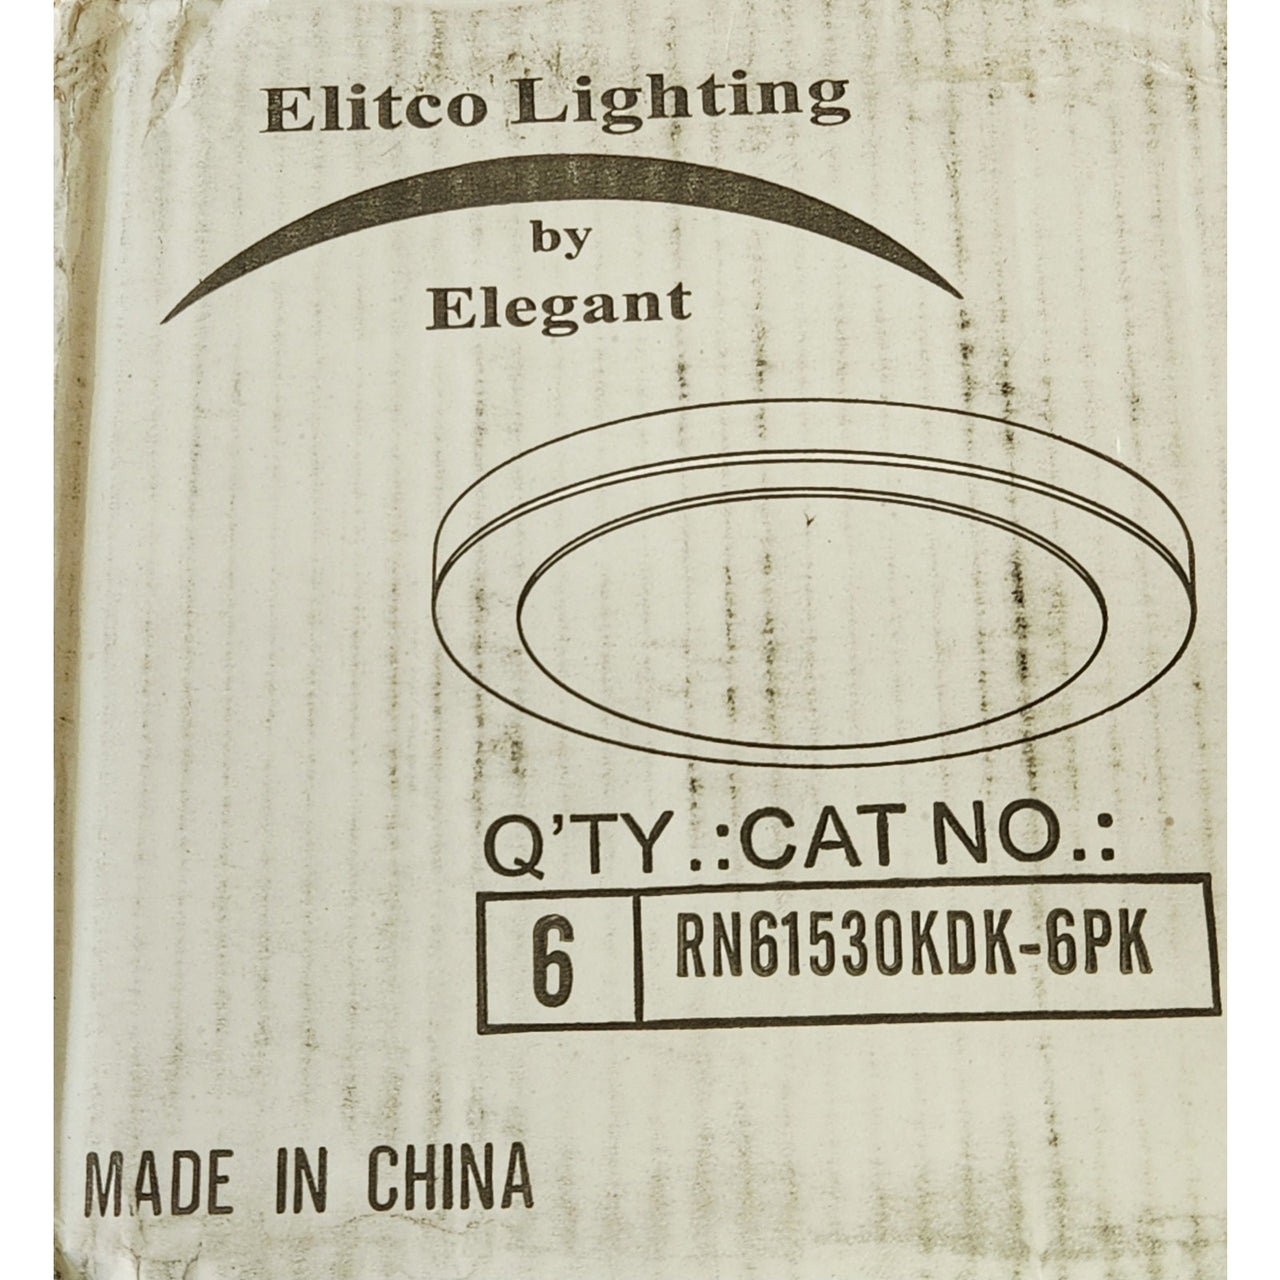 Elitco Lighting
by
Elegant
Q'TY.:CAT NO.:
6 RN61530KDK-6PK
MADE IN CHINA